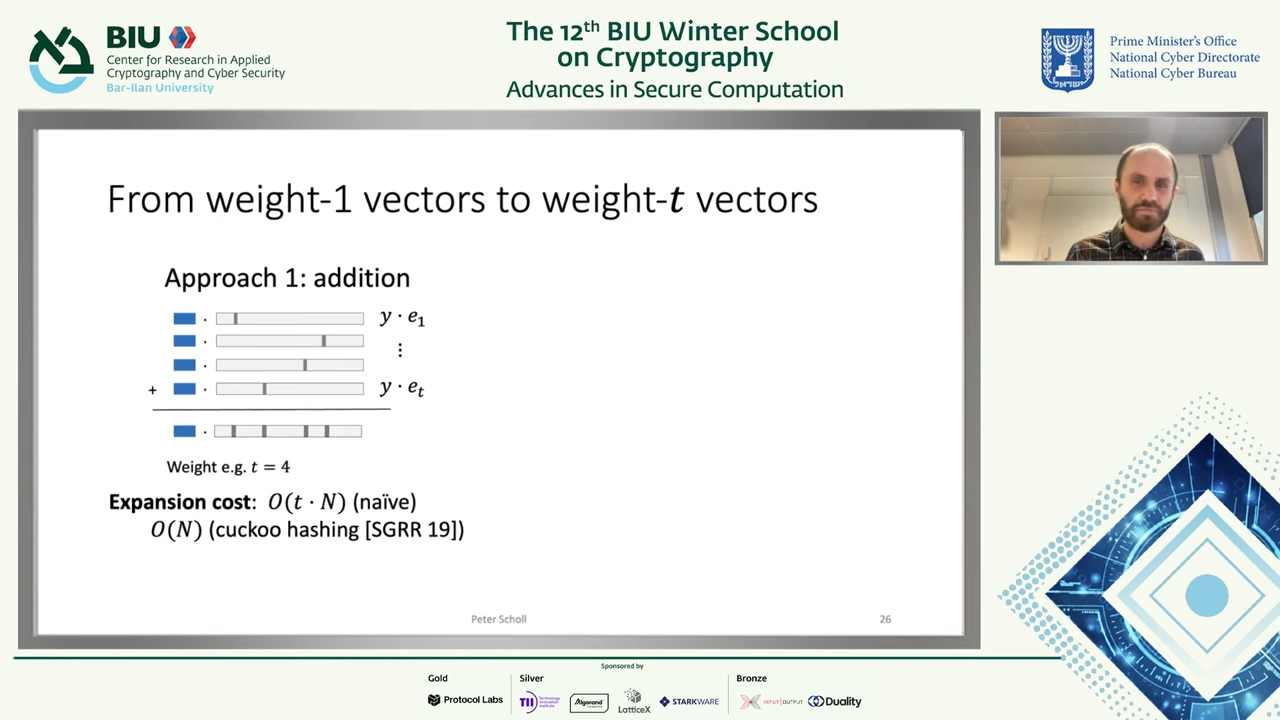 BIU
Center for Research in Applied
Cryptography and Cyber Security
Bar-Ilan University
The 12th BIU Winter School
on Cryptography
Advances in Secure Computation
Prime Minister's Office
National Cyber Directorate
National Cyber Bureau
From weight-1 vectors to weight-t vectors
Approach 1: addition
y · e₁
⋮
+ y · eₜ
Weight e.g. t = 4
Expansion cost: O(t · N) (naïve)
O(N) (cuckoo hashing [SGRR 19])
Peter Scholl
26
Sponsored by
Gold
Protocol Labs
Silver
TII Technology Innovation Institute
Algorand
LatticeX
STARKWARE
Bronze
INPUT | OUTPUT
Duality